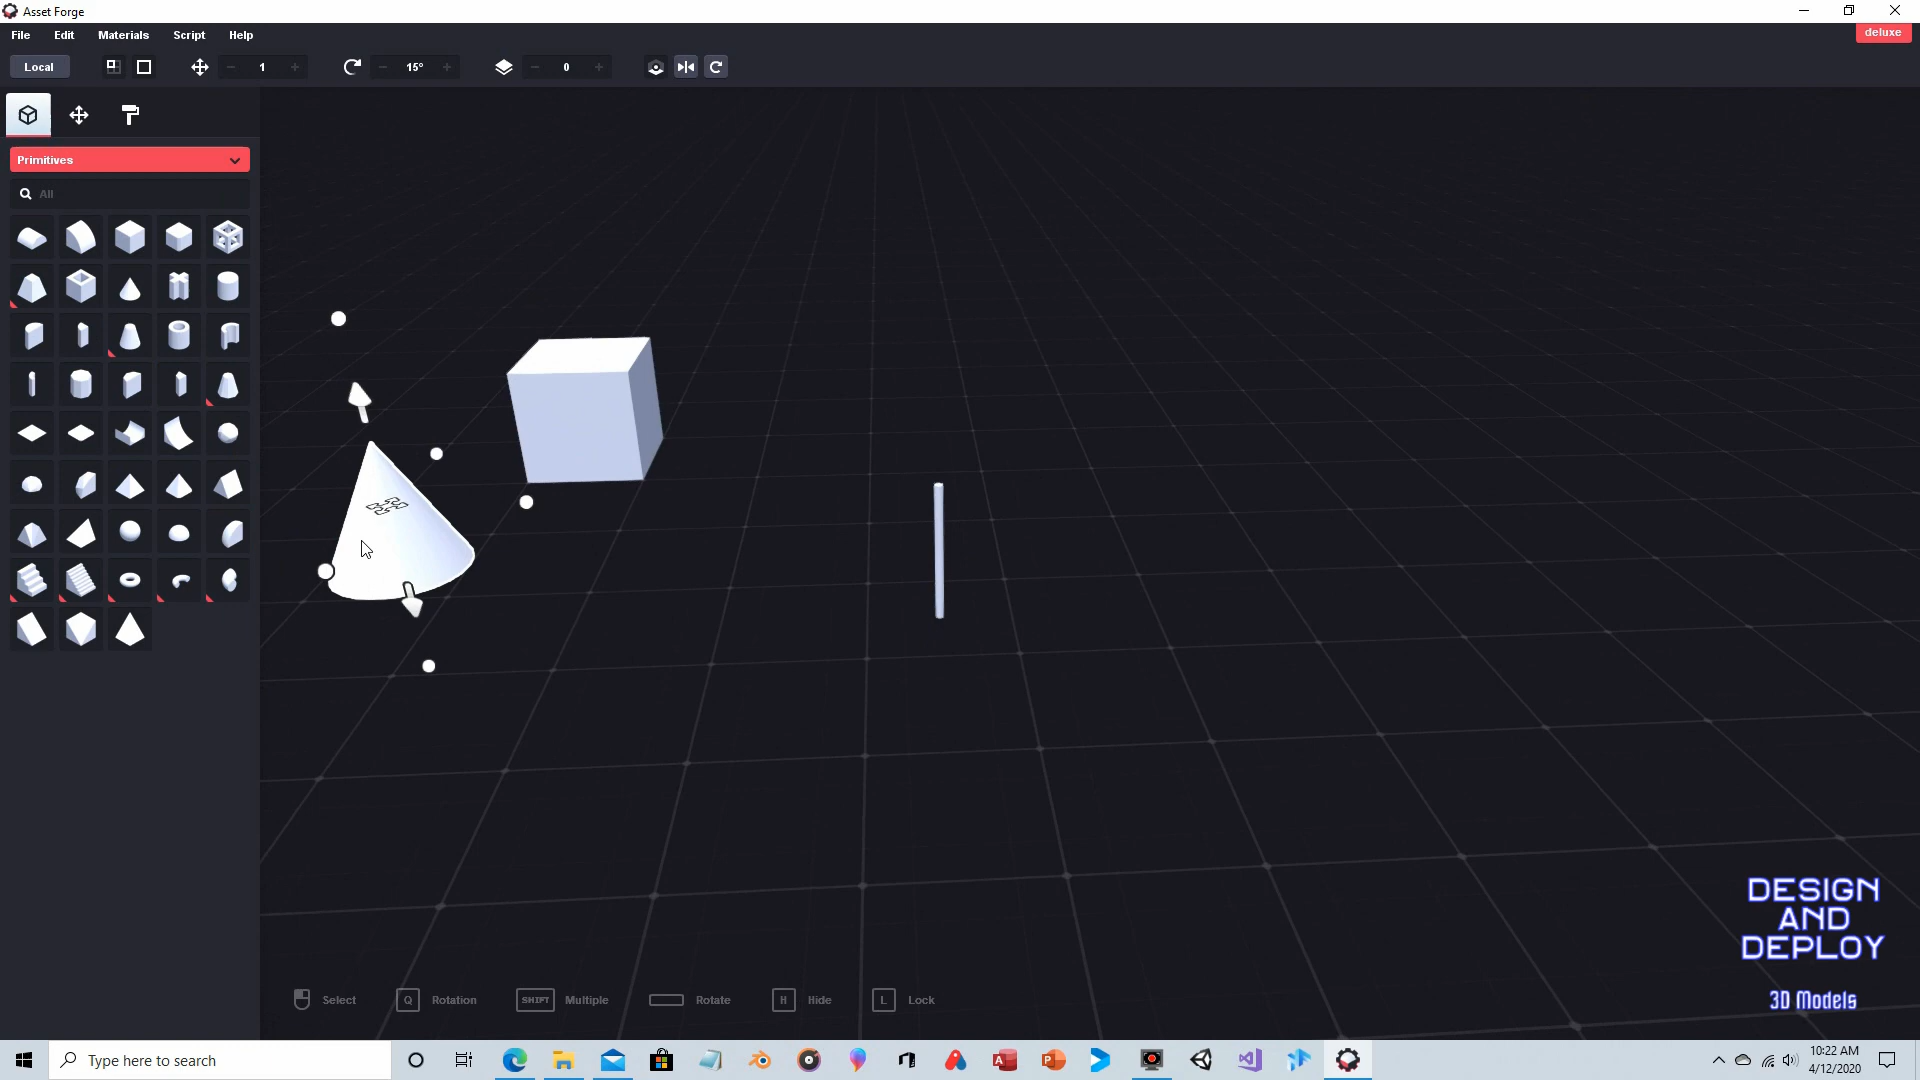 Asset Forge
File Edit Materials Script Help
deluxe
Local 1 15° 0
Primitives
All
DESIGN
AND
DEPLOY
3D Models
Select Q Rotation SHIFT Multiple Rotate H Hide L Lock
Type here to search
10:22 AM
4/12/2020